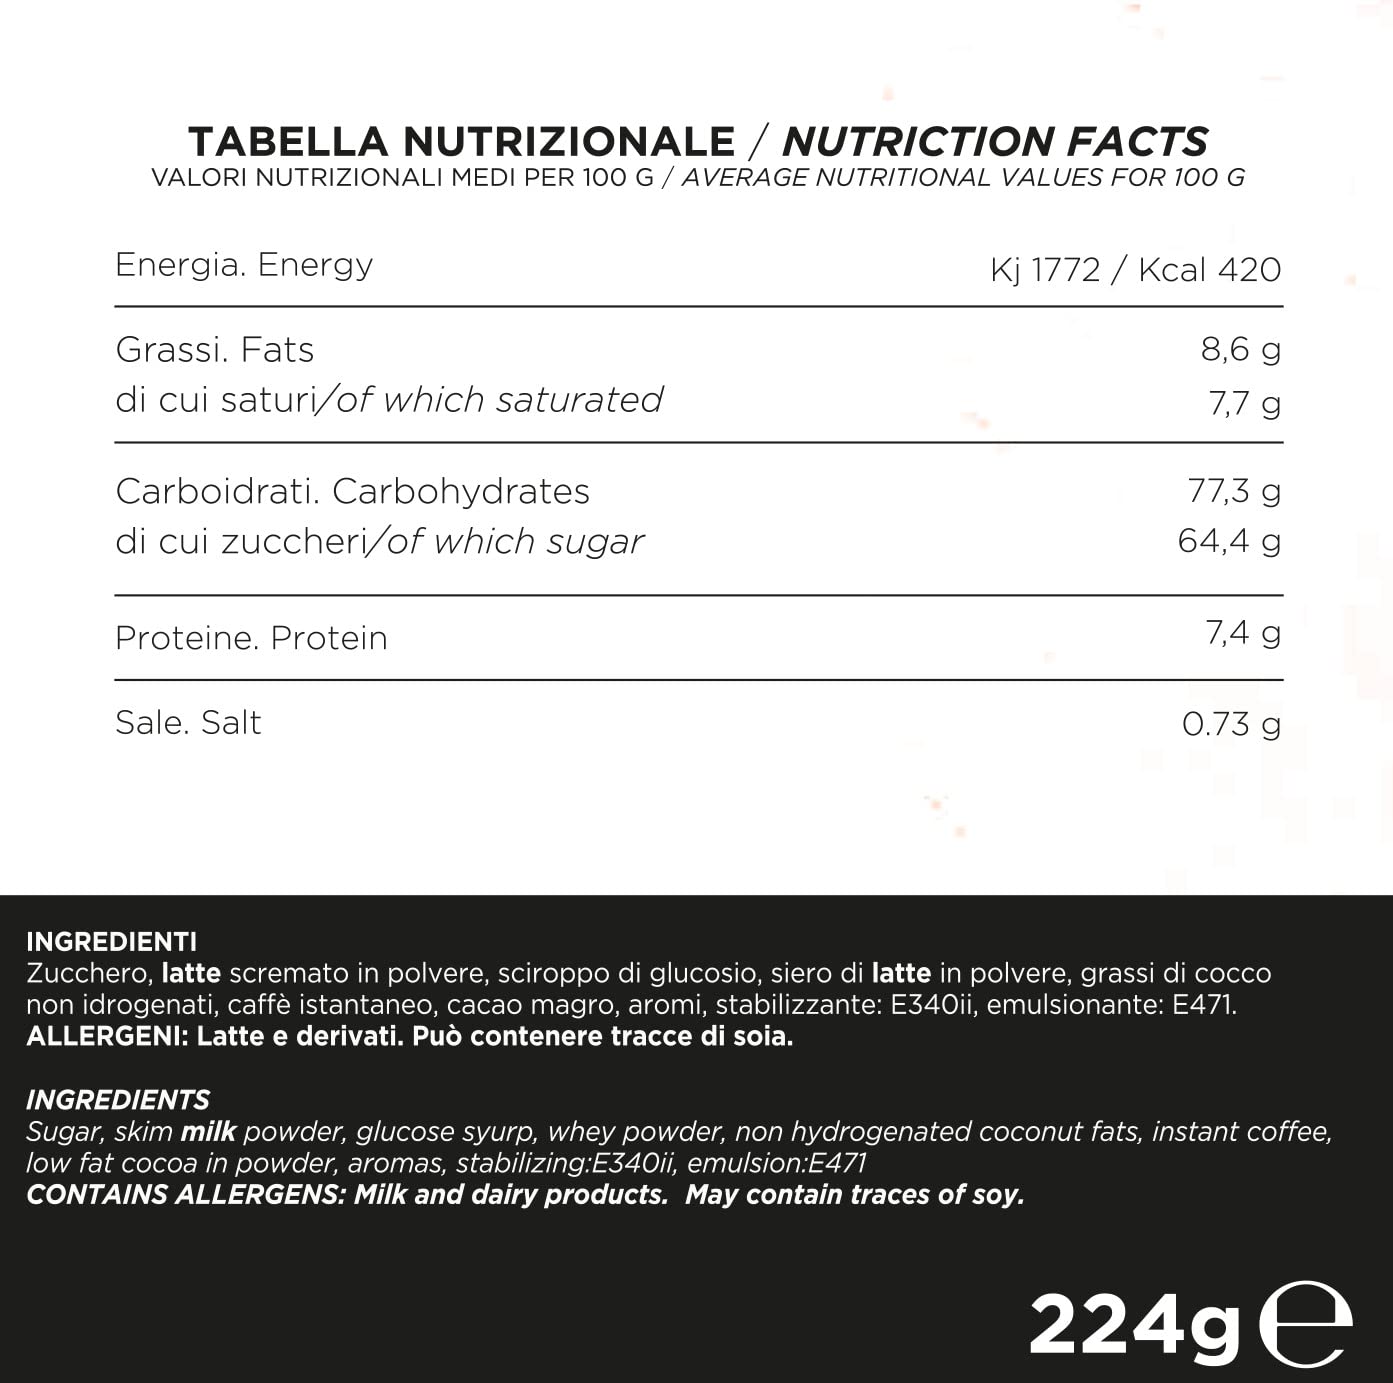 TABELLA NUTRIZIONALE / NUTRICTION FACTS
VALORI NUTRIZIONALI MEDI PER 100 G / AVERAGE NUTRITIONAL VALUES FOR 100 G
Energia. Energy Kj 1772 / Kcal 420
Grassi. Fats 8,6 g
di cui saturi/of which saturated 7,7 g
Carboidrati. Carbohydrates 77,3 g
di cui zuccheri/of which sugar 64,4 g
Proteine. Protein 7,4 g
Sale. Salt 0.73 g
INGREDIENTI
Zucchero, latte scremato in polvere, sciroppo di glucosio, siero di latte in polvere, grassi di cocco
non idrogenati, caffè istantaneo, cacao magro, aromi, stabilizzante: E340ii, emulsionante: E471.
ALLERGENI: Latte e derivati. Può contenere tracce di soia.
INGREDIENTS
Sugar, skim milk powder, glucose syurp, whey powder, non hydrogenated coconut fats, instant coffee,
low fat cocoa in powder, aromas, stabilizing:E340ii, emulsion:E471
CONTAINS ALLERGENS: Milk and dairy products. May contain traces of soy.
224g ℮